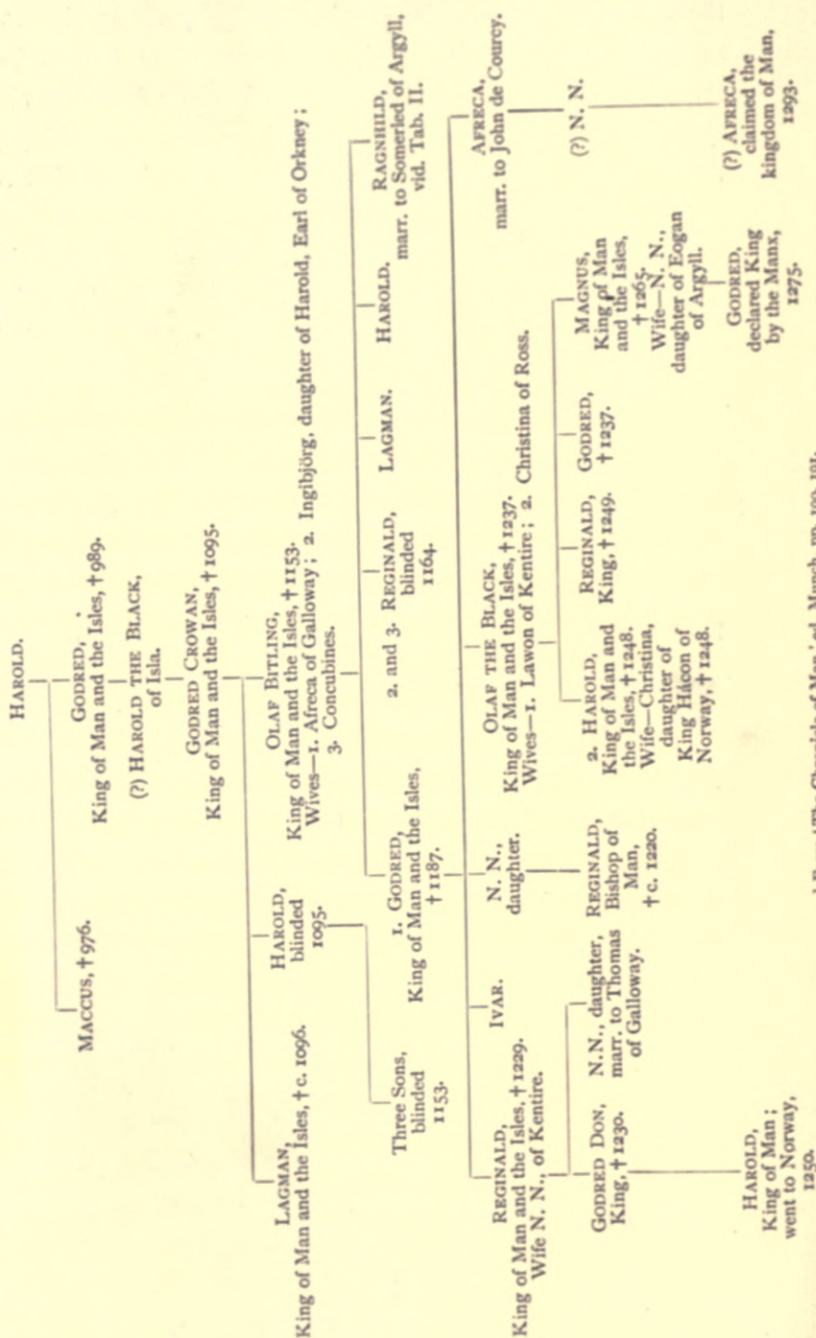 HAROLD.
MACCUS, † 976.
GODRED,
King of Man and the Isles, † 989.
(?) HAROLD THE BLACK,
of Isla.
GODRED CROWAN,
King of Man and the Isles, † 1095.
LAGMAN,
King of Man and the Isles, † c. 1096.
HAROLD,
blinded
1095.
OLAF BITLING,
King of Man and the Isles, † 1153.
Wives—1. Afreca of Galloway; 2. Ingibjörg, daughter of Harold, Earl of Orkney;
3. Concubines.
Three Sons,
blinded
1153.
1. GODRED,
King of Man and the Isles,
† 1187.
2. and 3. REGINALD,
blinded
1164.
LAGMAN.
HAROLD.
RAGNHILD,
marr. to Somerled of Argyll,
vid. Tab. II.
REGINALD,
King of Man and the Isles, † 1229.
Wife N. N., of Kentire.
IVAR.
N. N.,
daughter.
OLAF THE BLACK,
King of Man and the Isles, † 1237.
Wives—1. Lawon of Kentire; 2. Christina of Ross.
AFRECA,
marr. to John de Courcy.
GODRED DON,
King, † 1230.
N.N., daughter,
marr. to Thomas
of Galloway.
REGINALD,
Bishop of
Man,
† c. 1220.
2. HAROLD,
King of Man and
the Isles, † 1248.
Wife—Christina,
daughter of
King Hácon of
Norway, † 1248.
REGINALD,
King, † 1249.
GODRED,
† 1237.
MAGNUS,
King of Man
and the Isles,
† 1265.
Wife—N. N.,
daughter of Eogan
of Argyll.
(?) N. N.
HAROLD,
King of Man;
went to Norway,
1250.
GODRED,
declared King
by the Manx,
1275.
(?) AFRECA,
claimed the
kingdom of Man,
1293.
'The Chronicle of Man,' ed. Munch, pp.